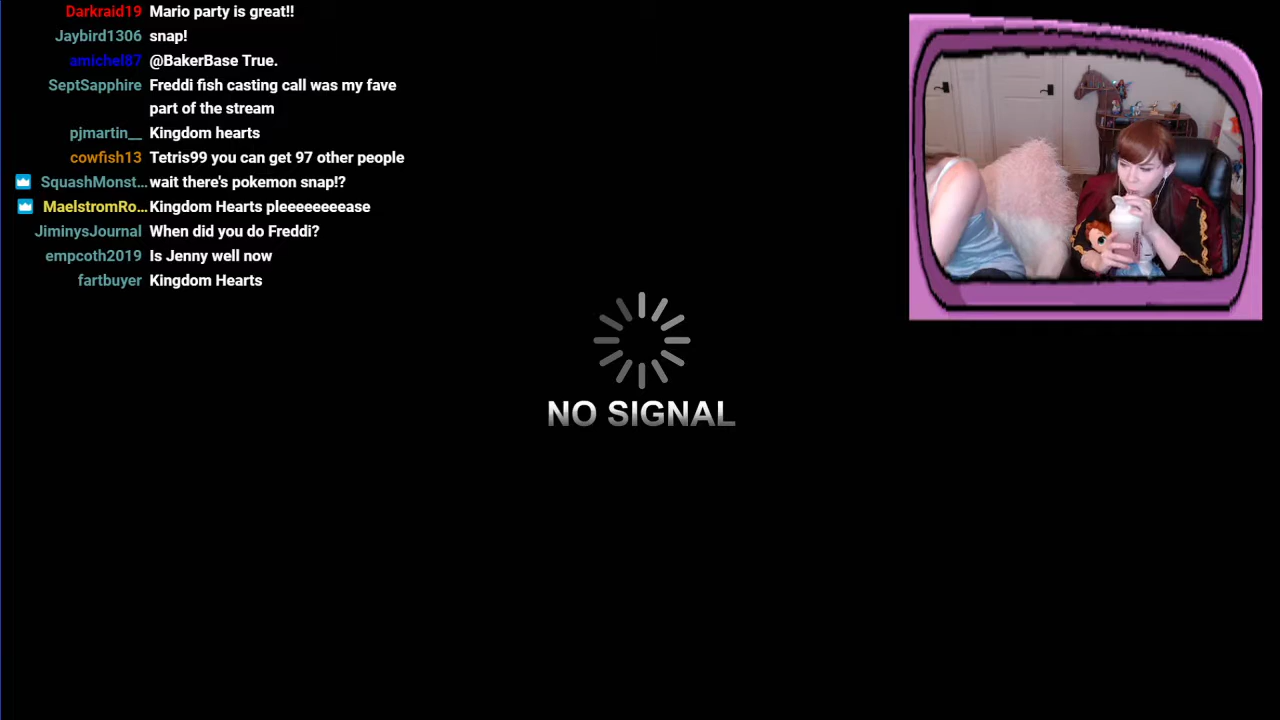 Darkraid19 Mario party is great!!
Jaybird1306 snap!
amichel87 @BakerBase True.
SeptSapphire Freddi fish casting call was my fave
part of the stream
pjmartin__ Kingdom hearts
cowfish13 Tetris99 you can get 97 other people
SquashMonst... wait there's pokemon snap!?
MaelstromRo... Kingdom Hearts pleeeeeeease
JiminysJournal When did you do Freddi?
empcoth2019 Is Jenny well now
fartbuyer Kingdom Hearts
NO SIGNAL